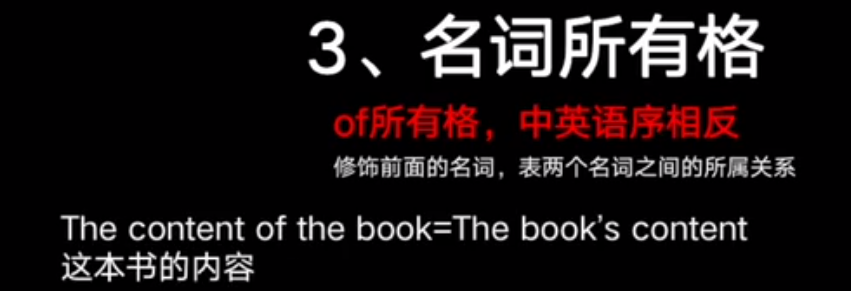 3、名词所有格
of所有格，中英语序相反
修饰前面的名词，表两个名词之间的所属关系
The content of the book=The book’s content
这本书的内容